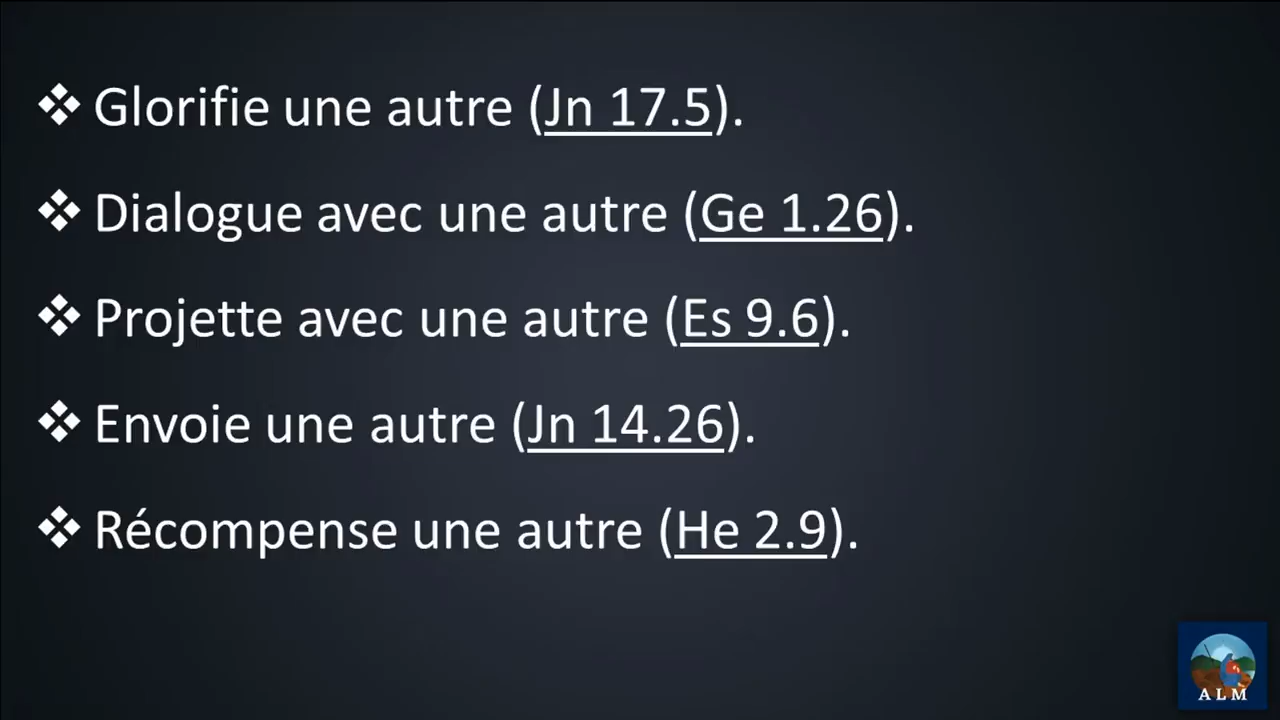 ❖ Glorifie une autre (Jn 17.5).
❖ Dialogue avec une autre (Ge 1.26).
❖ Projette avec une autre (Es 9.6).
❖ Envoie une autre (Jn 14.26).
❖ Récompense une autre (He 2.9).
ALM